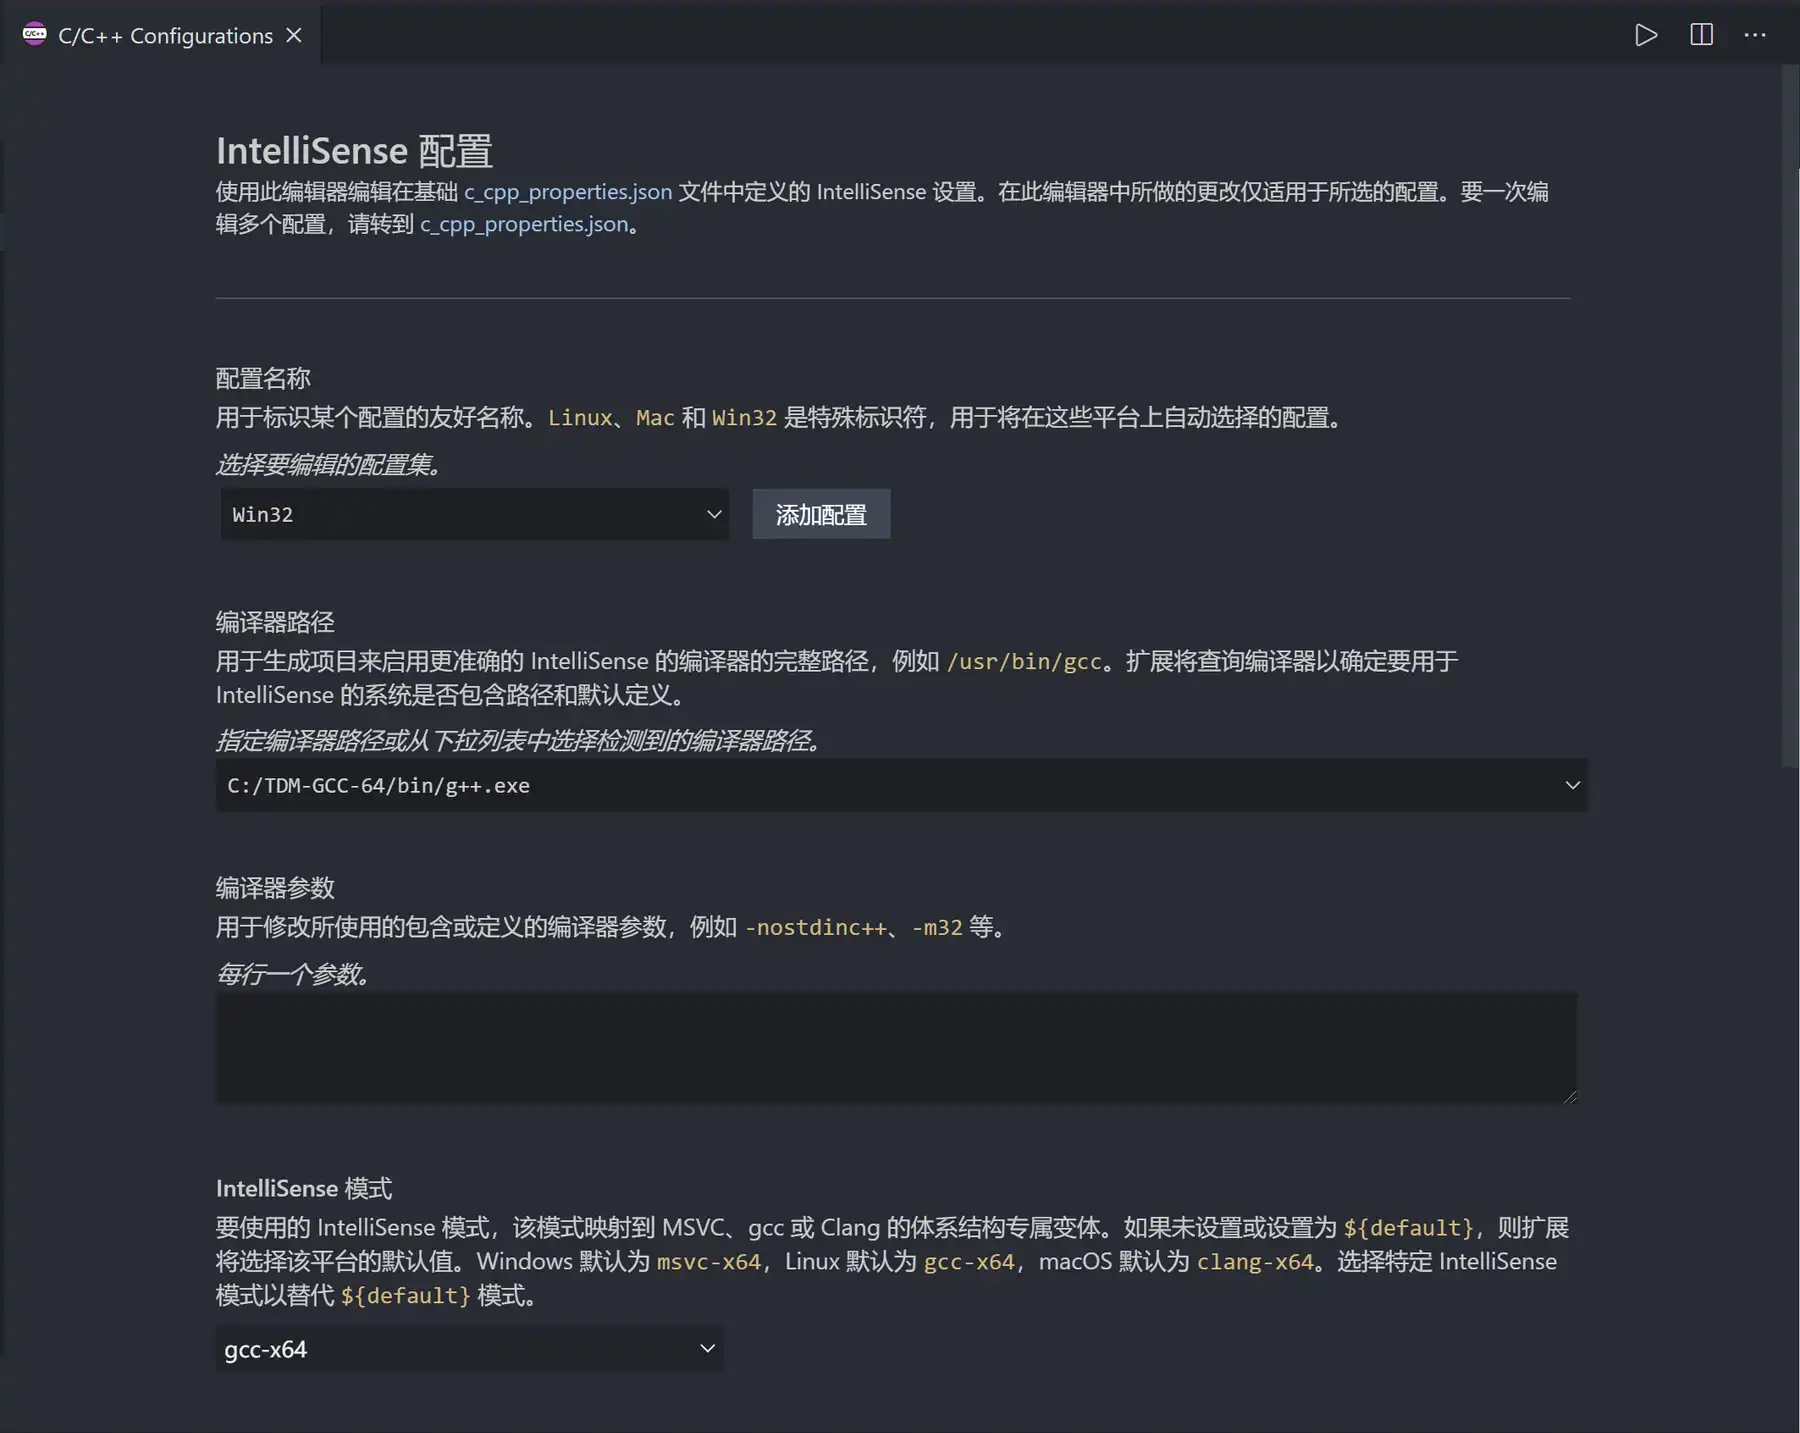 C/C++ Configurations
IntelliSense 配置
使用此编辑器编辑在基础 c_cpp_properties.json 文件中定义的 IntelliSense 设置。在此编辑器中所做的更改仅适用于所选的配置。要一次编
辑多个配置，请转到 c_cpp_properties.json。
配置名称
用于标识某个配置的友好名称。Linux、Mac 和 Win32 是特殊标识符，用于将在这些平台上自动选择的配置。
选择要编辑的配置集。
Win32 添加配置
编译器路径
用于生成项目来启用更准确的 IntelliSense 的编译器的完整路径，例如 /usr/bin/gcc。扩展将查询编译器以确定要用于
IntelliSense 的系统是否包含路径和默认定义。
指定编译器路径或从下拉列表中选择检测到的编译器路径。
C:/TDM-GCC-64/bin/g++.exe
编译器参数
用于修改所使用的包含或定义的编译器参数，例如 -nostdinc++、-m32 等。
每行一个参数。
IntelliSense 模式
要使用的 IntelliSense 模式，该模式映射到 MSVC、gcc 或 Clang 的体系结构专属变体。如果未设置或设置为 ${default}，则扩展
将选择该平台的默认值。Windows 默认为 msvc-x64，Linux 默认为 gcc-x64，macOS 默认为 clang-x64。选择特定 IntelliSense
模式以替代 ${default} 模式。
gcc-x64